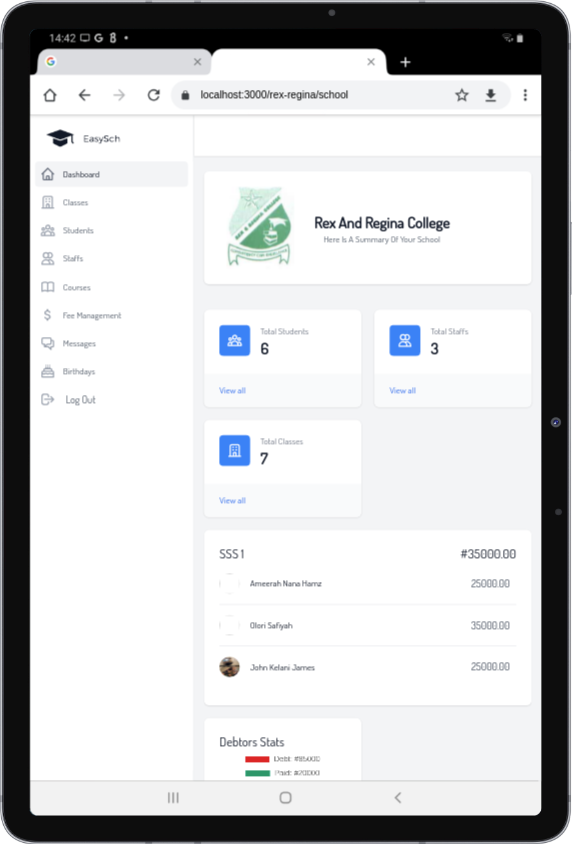 14:42 G 8
localhost:3000/rex-regina/school
EasySch
Dashboard
Classes
Students
Staffs
Courses
Fee Management
Messages
Birthdays
Log Out
Rex And Regina College
Here Is A Summary Of Your School
Total Students
6
View all
Total Staffs
3
View all
Total Classes
7
View all
SSS 1 #35000.00
Ameerah Nana Hamz 25000.00
Olori Safiyah 35000.00
John Kelani James 25000.00
Debtors Stats
Debt:
Paid: